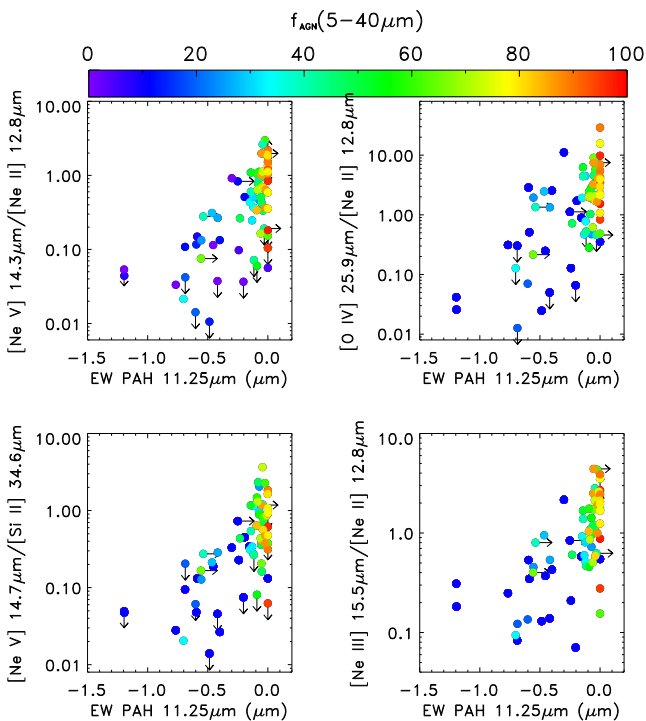 f_AGN(5−40μm)
0 20 40 60 80 100
[Ne V] 14.3μm/[Ne II] 12.8μm
10.00
1.00
0.10
0.01
−1.5 −1.0 −0.5 0.0
EW PAH 11.25μm (μm)
[O IV] 25.9μm/[Ne II] 12.8μm
10.00
1.00
0.10
0.01
−1.5 −1.0 −0.5 0.0
EW PAH 11.25μm (μm)
[Ne V] 14.7μm/[Si II] 34.6μm
10.00
1.00
0.10
0.01
−1.5 −1.0 −0.5 0.0
EW PAH 11.25μm (μm)
[Ne III] 15.5μm/[Ne II] 12.8μm
10.0
1.0
0.1
−1.5 −1.0 −0.5 0.0
EW PAH 11.25μm (μm)